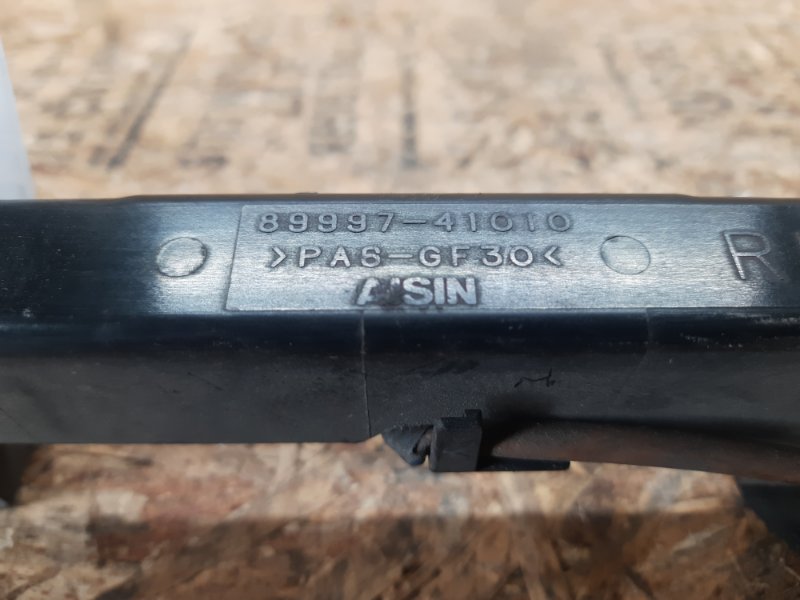 89997-41010
>PAS-GF30<
AISIN
R